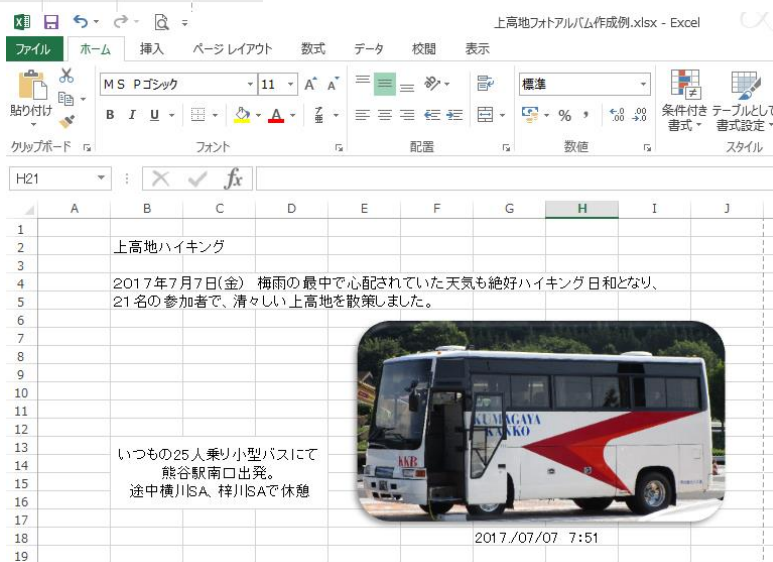 上高地フォトアルバム作成例.xlsx - Excel
ファイル ホーム 挿入 ページ レイアウト 数式 データ 校閲 表示
MS Pゴシック 11 A A 標準
貼り付け B I U A % , 条件付き テーブルとして
書式 書式設定
クリップボード フォント 配置 数値 スタイル
H21 fx
A B C D E F G H I J
1
2 上高地ハイキング
3
4 2017年7月7日(金) 梅雨の最中で心配されていた天気も絶好ハイキング日和となり、
5 21名の参加者で、清々しい上高地を散策しました。
6
7
8
9
10
11 KUMAGAYA
12 KANKO
13 いつもの25人乗り小型バスにて
KKB
14 熊谷駅南口出発。
15 途中横川SA、梓川SAで休憩
16
17
18 2017./07/07 7:51
19